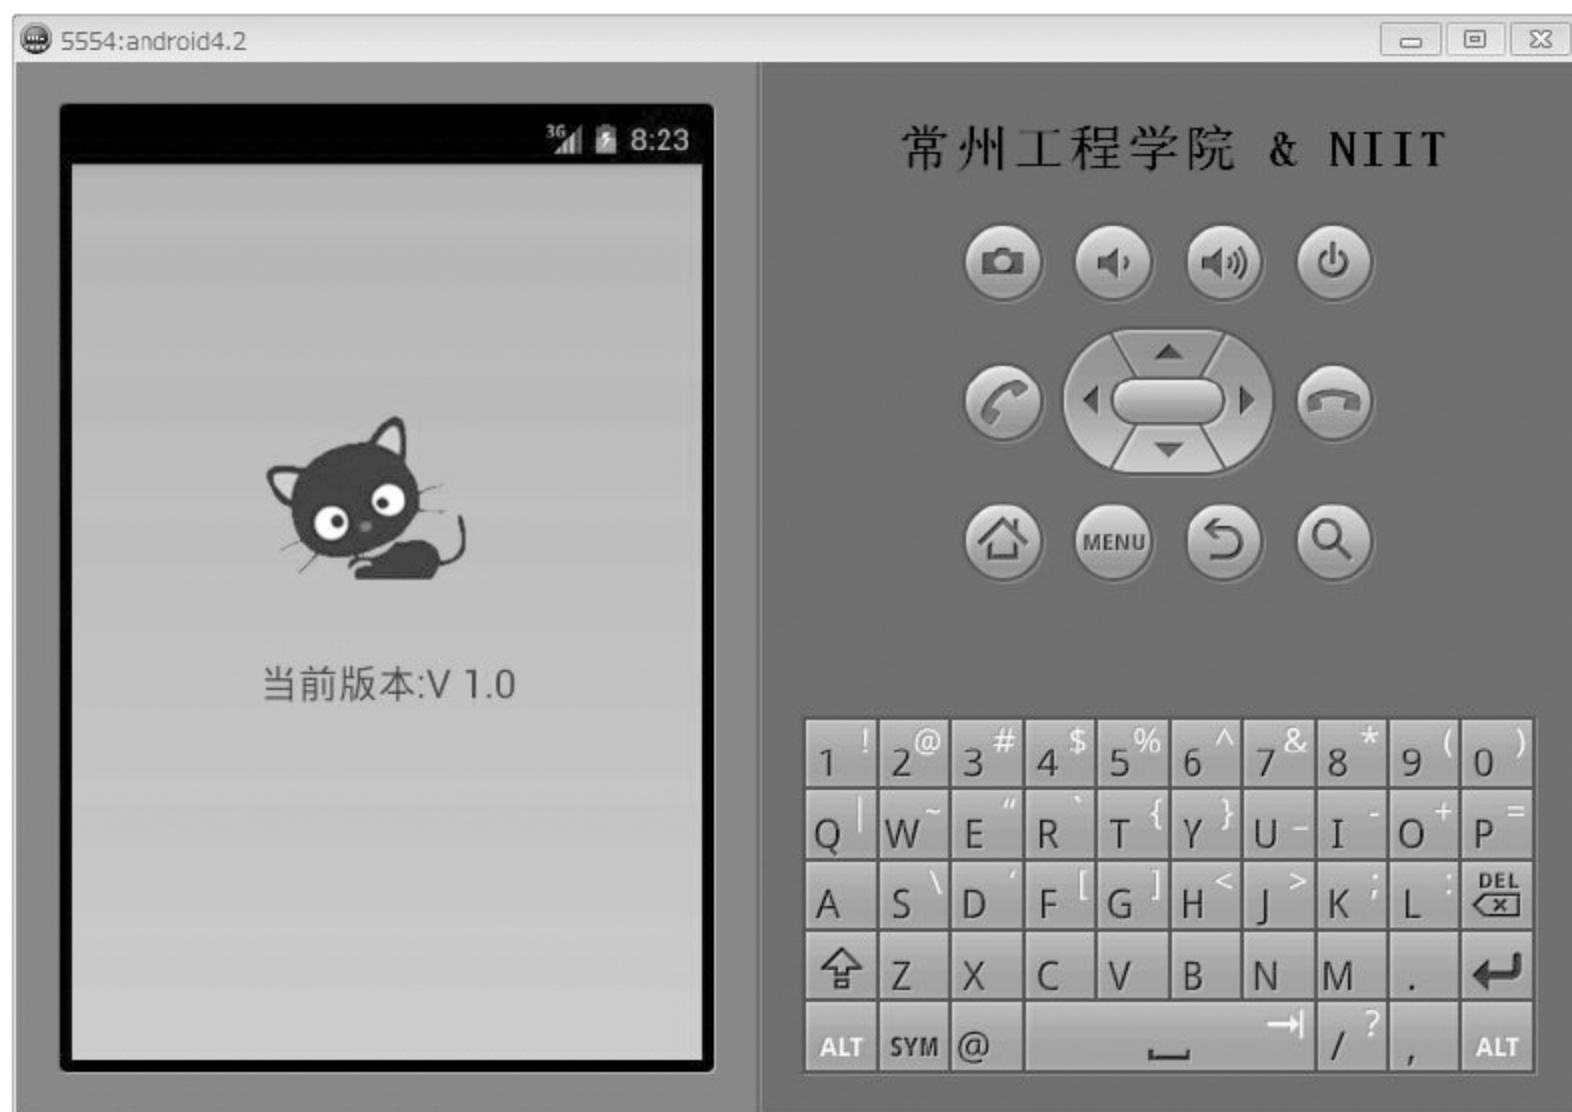 5554:android4.2
3G 8:23
当前版本:V 1.0
常州工程学院 & NIIT
MENU
1 ! 2 @ 3 # 4 $ 5 % 6 ^ 7 & 8 * 9 ( 0 )
Q | W ~ E “ R ` T { Y } U _ I - O + P =
A S \ D ‘ F [ G ] H < J > K ; L : DEL
Z X C V B N M .
ALT SYM @ / ? , ALT